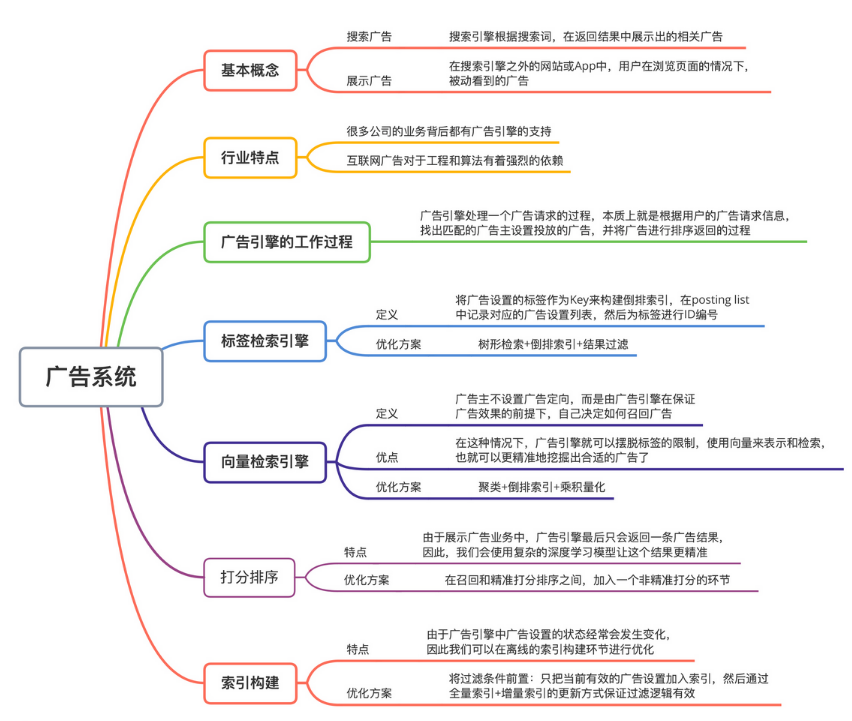 广告系统
基本概念
搜索广告
搜索引擎根据搜索词，在返回结果中展示出的相关广告
展示广告
在搜索引擎之外的网站或App中，用户在浏览页面的情况下，
被动看到的广告
行业特点
很多公司的业务背后都有广告引擎的支持
互联网广告对于工程和算法有着强烈的依赖
广告引擎的工作过程
广告引擎处理一个广告请求的过程，本质上就是根据用户的广告请求信息，
找出匹配的广告主设置投放的广告，并将广告进行排序返回的过程
标签检索引擎
定义
将广告设置的标签作为Key来构建倒排索引，在posting list
中记录对应的广告设置列表，然后为标签进行ID编号
优化方案
树形检索+倒排索引+结果过滤
向量检索引擎
定义
广告主不设置广告定向，而是由广告引擎在保证
广告效果的前提下，自己决定如何召回广告
优点
在这种情况下，广告引擎就可以摆脱标签的限制，使用向量来表示和检索，
也就可以更精准地挖掘出合适的广告了
优化方案
聚类+倒排索引+乘积量化
打分排序
特点
由于展示广告业务中，广告引擎最后只会返回一条广告结果，
因此，我们会使用复杂的深度学习模型让这个结果更精准
优化方案
在召回和精准打分排序之间，加入一个非精准打分的环节
索引构建
特点
由于广告引擎中广告设置的状态经常会发生变化，
因此我们可以在离线的索引构建环节进行优化
优化方案
将过滤条件前置：只把当前有效的广告设置加入索引，然后通过
全量索引+增量索引的更新方式保证过滤逻辑有效